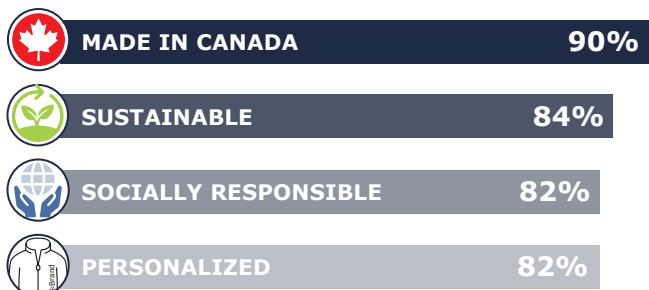 MADE IN CANADA 90%
SUSTAINABLE 84%
SOCIALLY RESPONSIBLE 82%
PERSONALIZED 82%